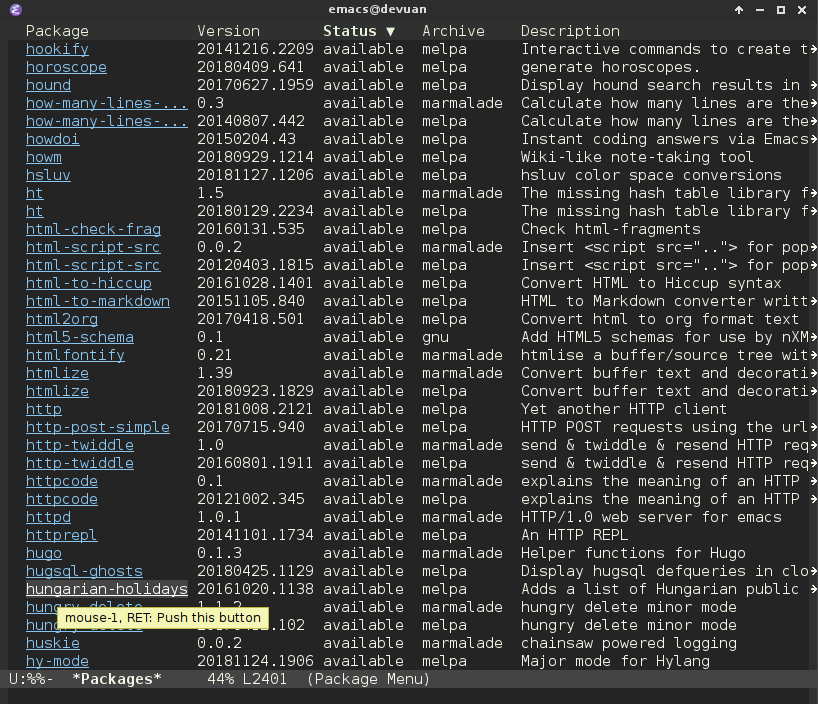 emacs@devuan
Package Version Status ▼ Archive Description
hookify 20141216.2209 available melpa Interactive commands to create t
horoscope 20180409.641 available melpa generate horoscopes.
hound 20170627.1959 available melpa Display hound search results in
how-many-lines-... 0.3 available marmalade Calculate how many lines are the
how-many-lines-... 20140807.442 available melpa Calculate how many lines are the
howdoi 20150204.43 available melpa Instant coding answers via Emacs
howm 20180929.1214 available melpa Wiki-like note-taking tool
hsluv 20181127.1206 available melpa hsluv color space conversions
ht 1.5 available marmalade The missing hash table library f
ht 20180129.2234 available melpa The missing hash table library f
html-check-frag 20160131.535 available melpa Check html-fragments
html-script-src 0.0.2 available marmalade Insert <script src=".."> for pop
html-script-src 20120403.1815 available melpa Insert <script src=".."> for pop
html-to-hiccup 20161028.1401 available melpa Convert HTML to Hiccup syntax
html-to-markdown 20151105.840 available melpa HTML to Markdown converter writt
html2org 20170418.501 available melpa Convert html to org format text
html5-schema 0.1 available gnu Add HTML5 schemas for use by nXM
htmlfontify 0.21 available marmalade htmlise a buffer/source tree wit
htmlize 1.39 available marmalade Convert buffer text and decorati
htmlize 20180923.1829 available melpa Convert buffer text and decorati
http 20181008.2121 available melpa Yet another HTTP client
http-post-simple 20170715.940 available melpa HTTP POST requests using the url
http-twiddle 1.0 available marmalade send & twiddle & resend HTTP req
http-twiddle 20160801.1911 available melpa send & twiddle & resend HTTP req
httpcode 0.1 available marmalade explains the meaning of an HTTP
httpcode 20121002.345 available melpa explains the meaning of an HTTP
httpd 1.0.1 available marmalade HTTP/1.0 web server for emacs
httprepl 20141101.1734 available melpa An HTTP REPL
hugo 0.1.3 available marmalade Helper functions for Hugo
hugsql-ghosts 20180425.1129 available melpa Display hugsql defqueries in clo
hungarian-holidays 20161020.1138 available melpa Adds a list of Hungarian public
hungry-delete 1.1.2 available marmalade hungry delete minor mode
mouse-1, RET: Push this button
.102 available melpa hungry delete minor mode
huskie 0.0.2 available marmalade chainsaw powered logging
hy-mode 20181124.1906 available melpa Major mode for Hylang
U:%%- *Packages* 44% L2401 (Package Menu)